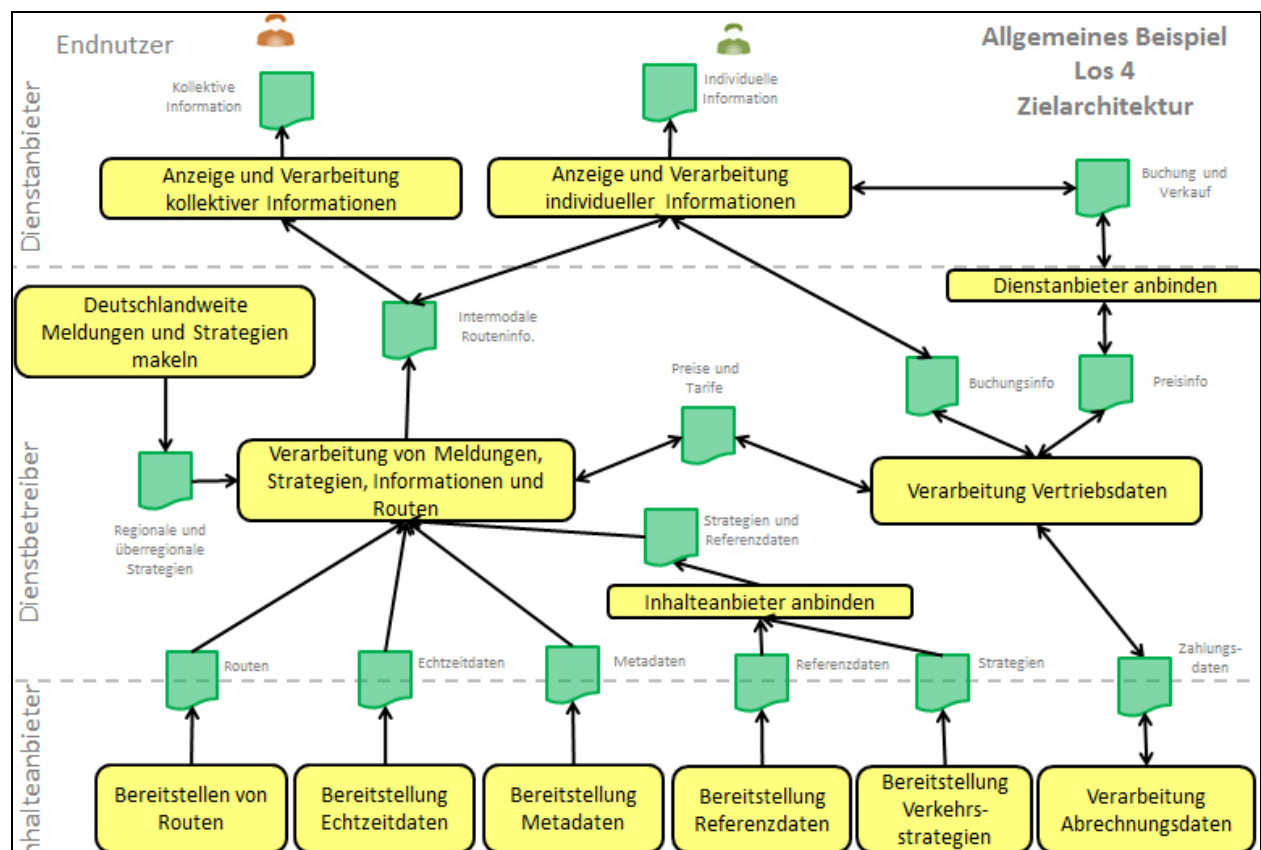 Endnutzer
Allgemeines Beispiel
Los 4
Zielarchitektur
Kollektive
Information
Individuelle
Information
Dienstanbieter
Anzeige und Verarbeitung
kollektiver Informationen
Anzeige und Verarbeitung
individueller Informationen
Buchung und
Verkauf
Dienstanbieter anbinden
Deutschlandweite
Meldungen und Strategien
makeln
Intermodale
Routeninfo.
Preise und
Tarife
Buchungsinfo
Preisinfo
Dienstbetreiber
Verarbeitung von Meldungen,
Strategien, Informationen und
Routen
Verarbeitung Vertriebsdaten
Regionale und
überregionale
Strategien
Strategien und
Referenzdaten
Inhalteanbieter anbinden
Routen
Echtzeitdaten
Metadaten
Referenzdaten
Strategien
Zahlungs-
daten
nhalteanbieter
Bereitstellen von
Routen
Bereitstellung
Echtzeitdaten
Bereitstellung
Metadaten
Bereitstellung
Referenzdaten
Bereitstellung
Verkehrs-
strategien
Verarbeitung
Abrechnungsdaten